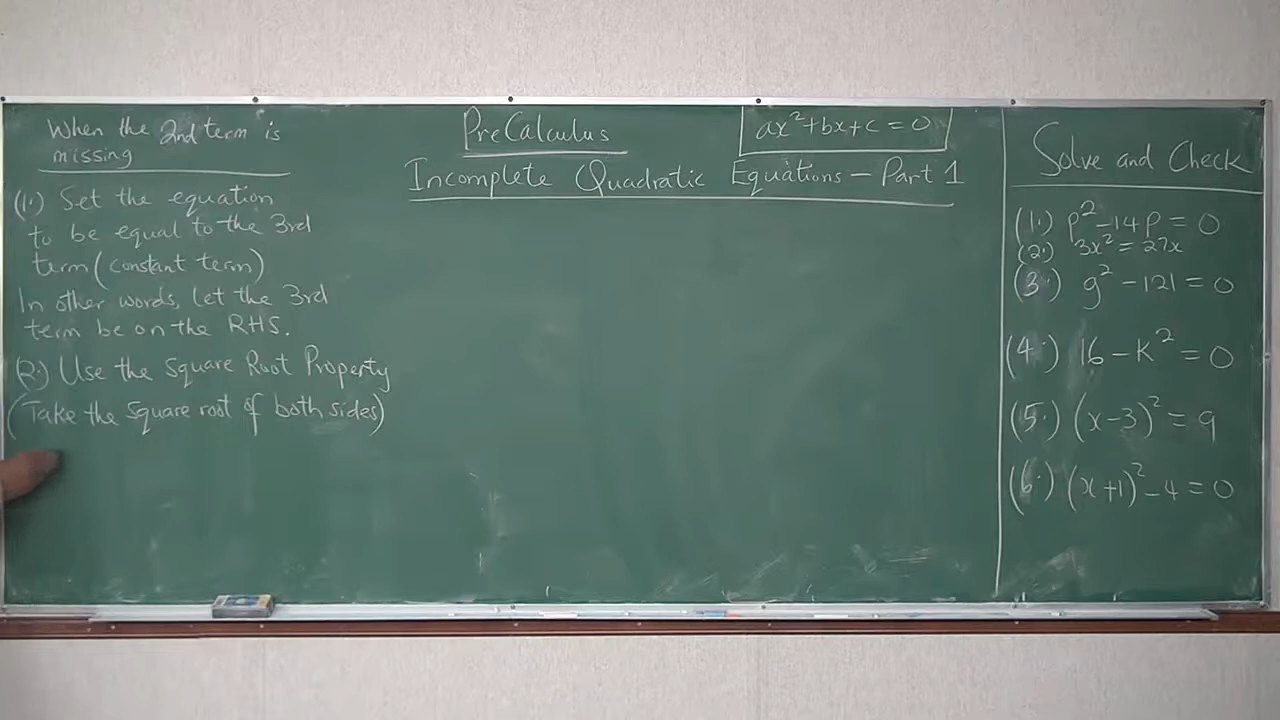 When the 2nd term is
missing
(1.) Set the equation
to be equal to the 3rd
term (constant term)
In other words, let the 3rd
term be on the RHS.
(2.) Use the Square Root Property
(Take the square root of both sides)
PreCalculus
ax²+bx+c = 0
Incomplete Quadratic Equations – Part 1
Solve and Check
(1.) p² – 14p = 0
(2.) 3x² = 27x
(3.) g² – 121 = 0
(4.) 16 – k² = 0
(5.) (x – 3)² = 9
(6.) (x + 1)² – 4 = 0